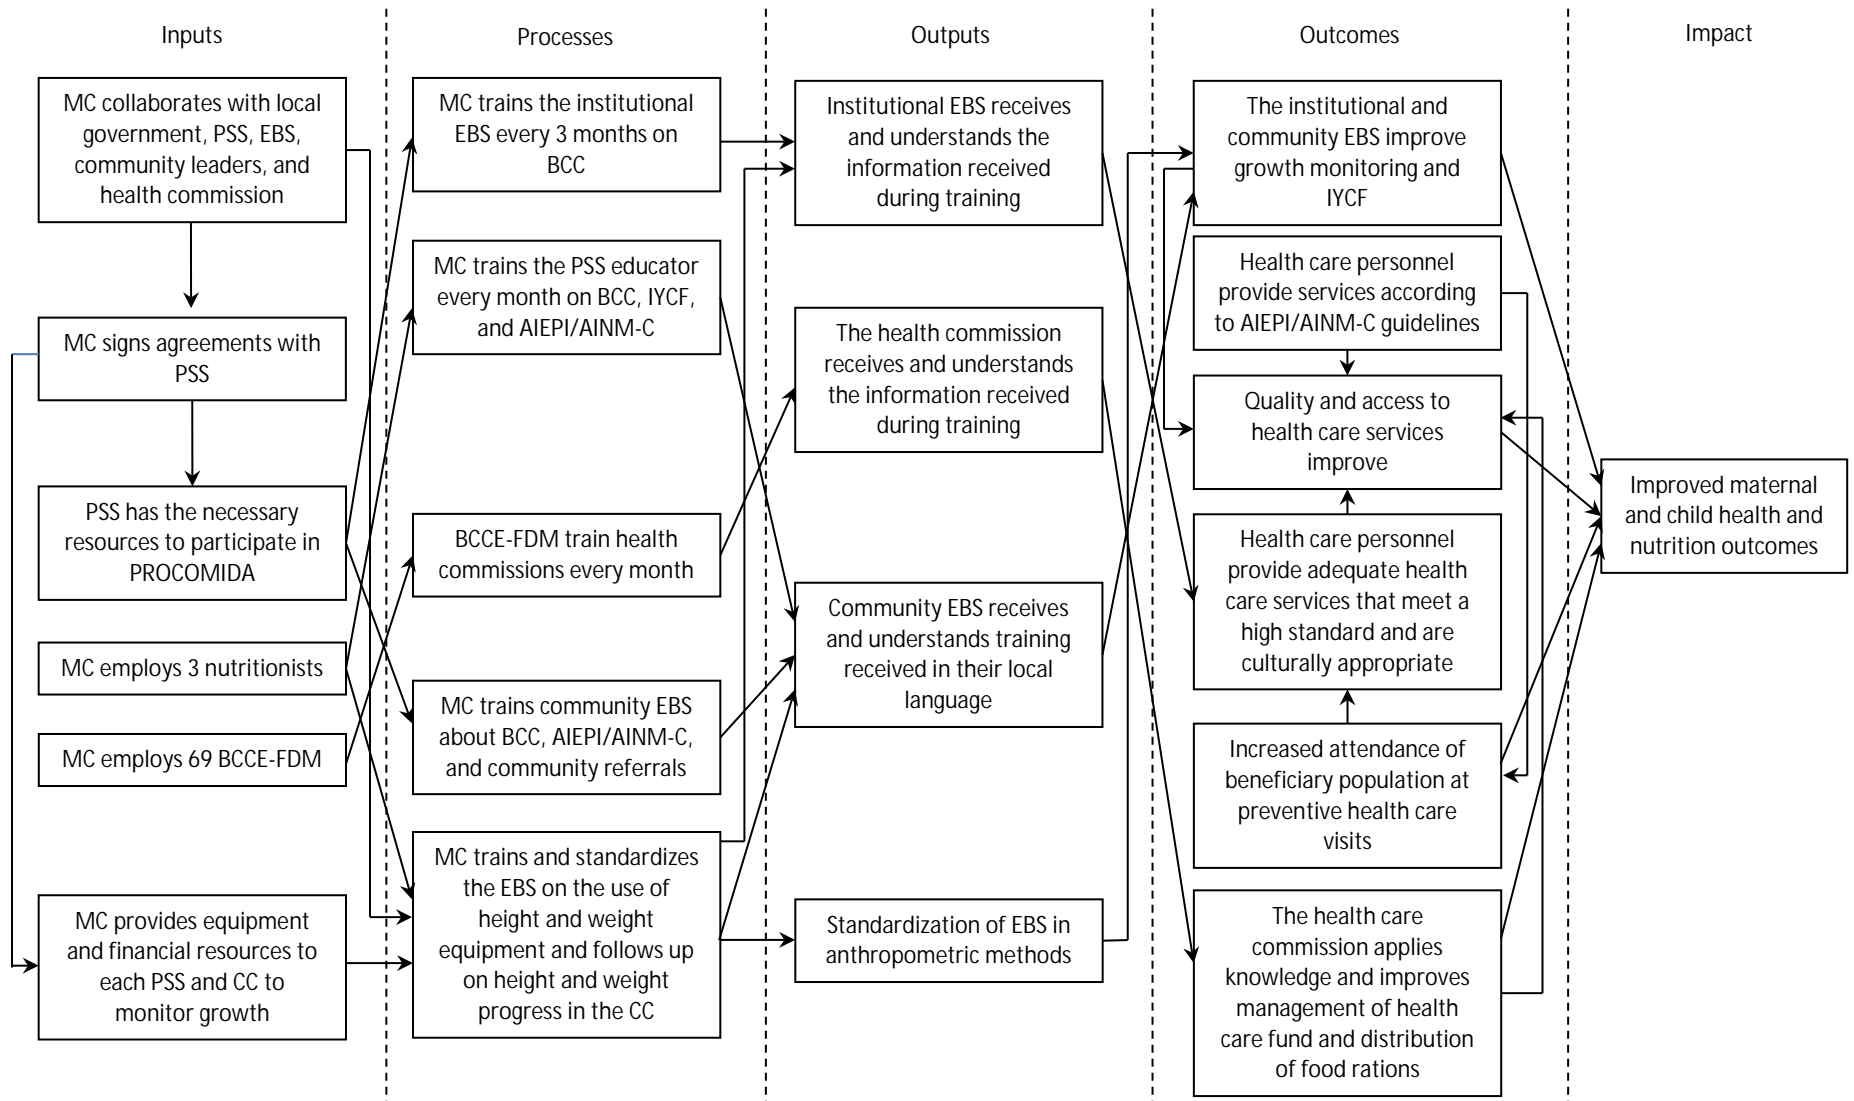 Inputs
Processes
Outputs
Outcomes
Impact
MC collaborates with local
government, PSS, EBS,
community leaders, and
health commission
MC signs agreements with
PSS
PSS has the necessary
resources to participate in
PROCOMIDA
MC employs 3 nutritionists
MC employs 69 BCCE-FDM
MC provides equipment
and financial resources to
each PSS and CC to
monitor growth
MC trains the institutional
EBS every 3 months on
BCC
MC trains the PSS educator
every month on BCC, IYCF,
and AIEPI/AINM-C
BCCE-FDM train health
commissions every month
MC trains community EBS
about BCC, AIEPI/AINM-C,
and community referrals
MC trains and standardizes
the EBS on the use of
height and weight
equipment and follows up
on height and weight
progress in the CC
Institutional EBS receives
and understands the
information received
during training
The health commission
receives and understands
the information received
during training
Community EBS receives
and understands training
received in their local
language
Standardization of EBS in
anthropometric methods
The institutional and
community EBS improve
growth monitoring and
IYCF
Health care personnel
provide services according
to AIEPI/AINM-C guidelines
Quality and access to
health care services
improve
Health care personnel
provide adequate health
care services that meet a
high standard and are
culturally appropriate
Increased attendance of
beneficiary population at
preventive health care
visits
The health care
commission applies
knowledge and improves
management of health
care fund and distribution
of food rations
Improved maternal
and child health and
nutrition outcomes